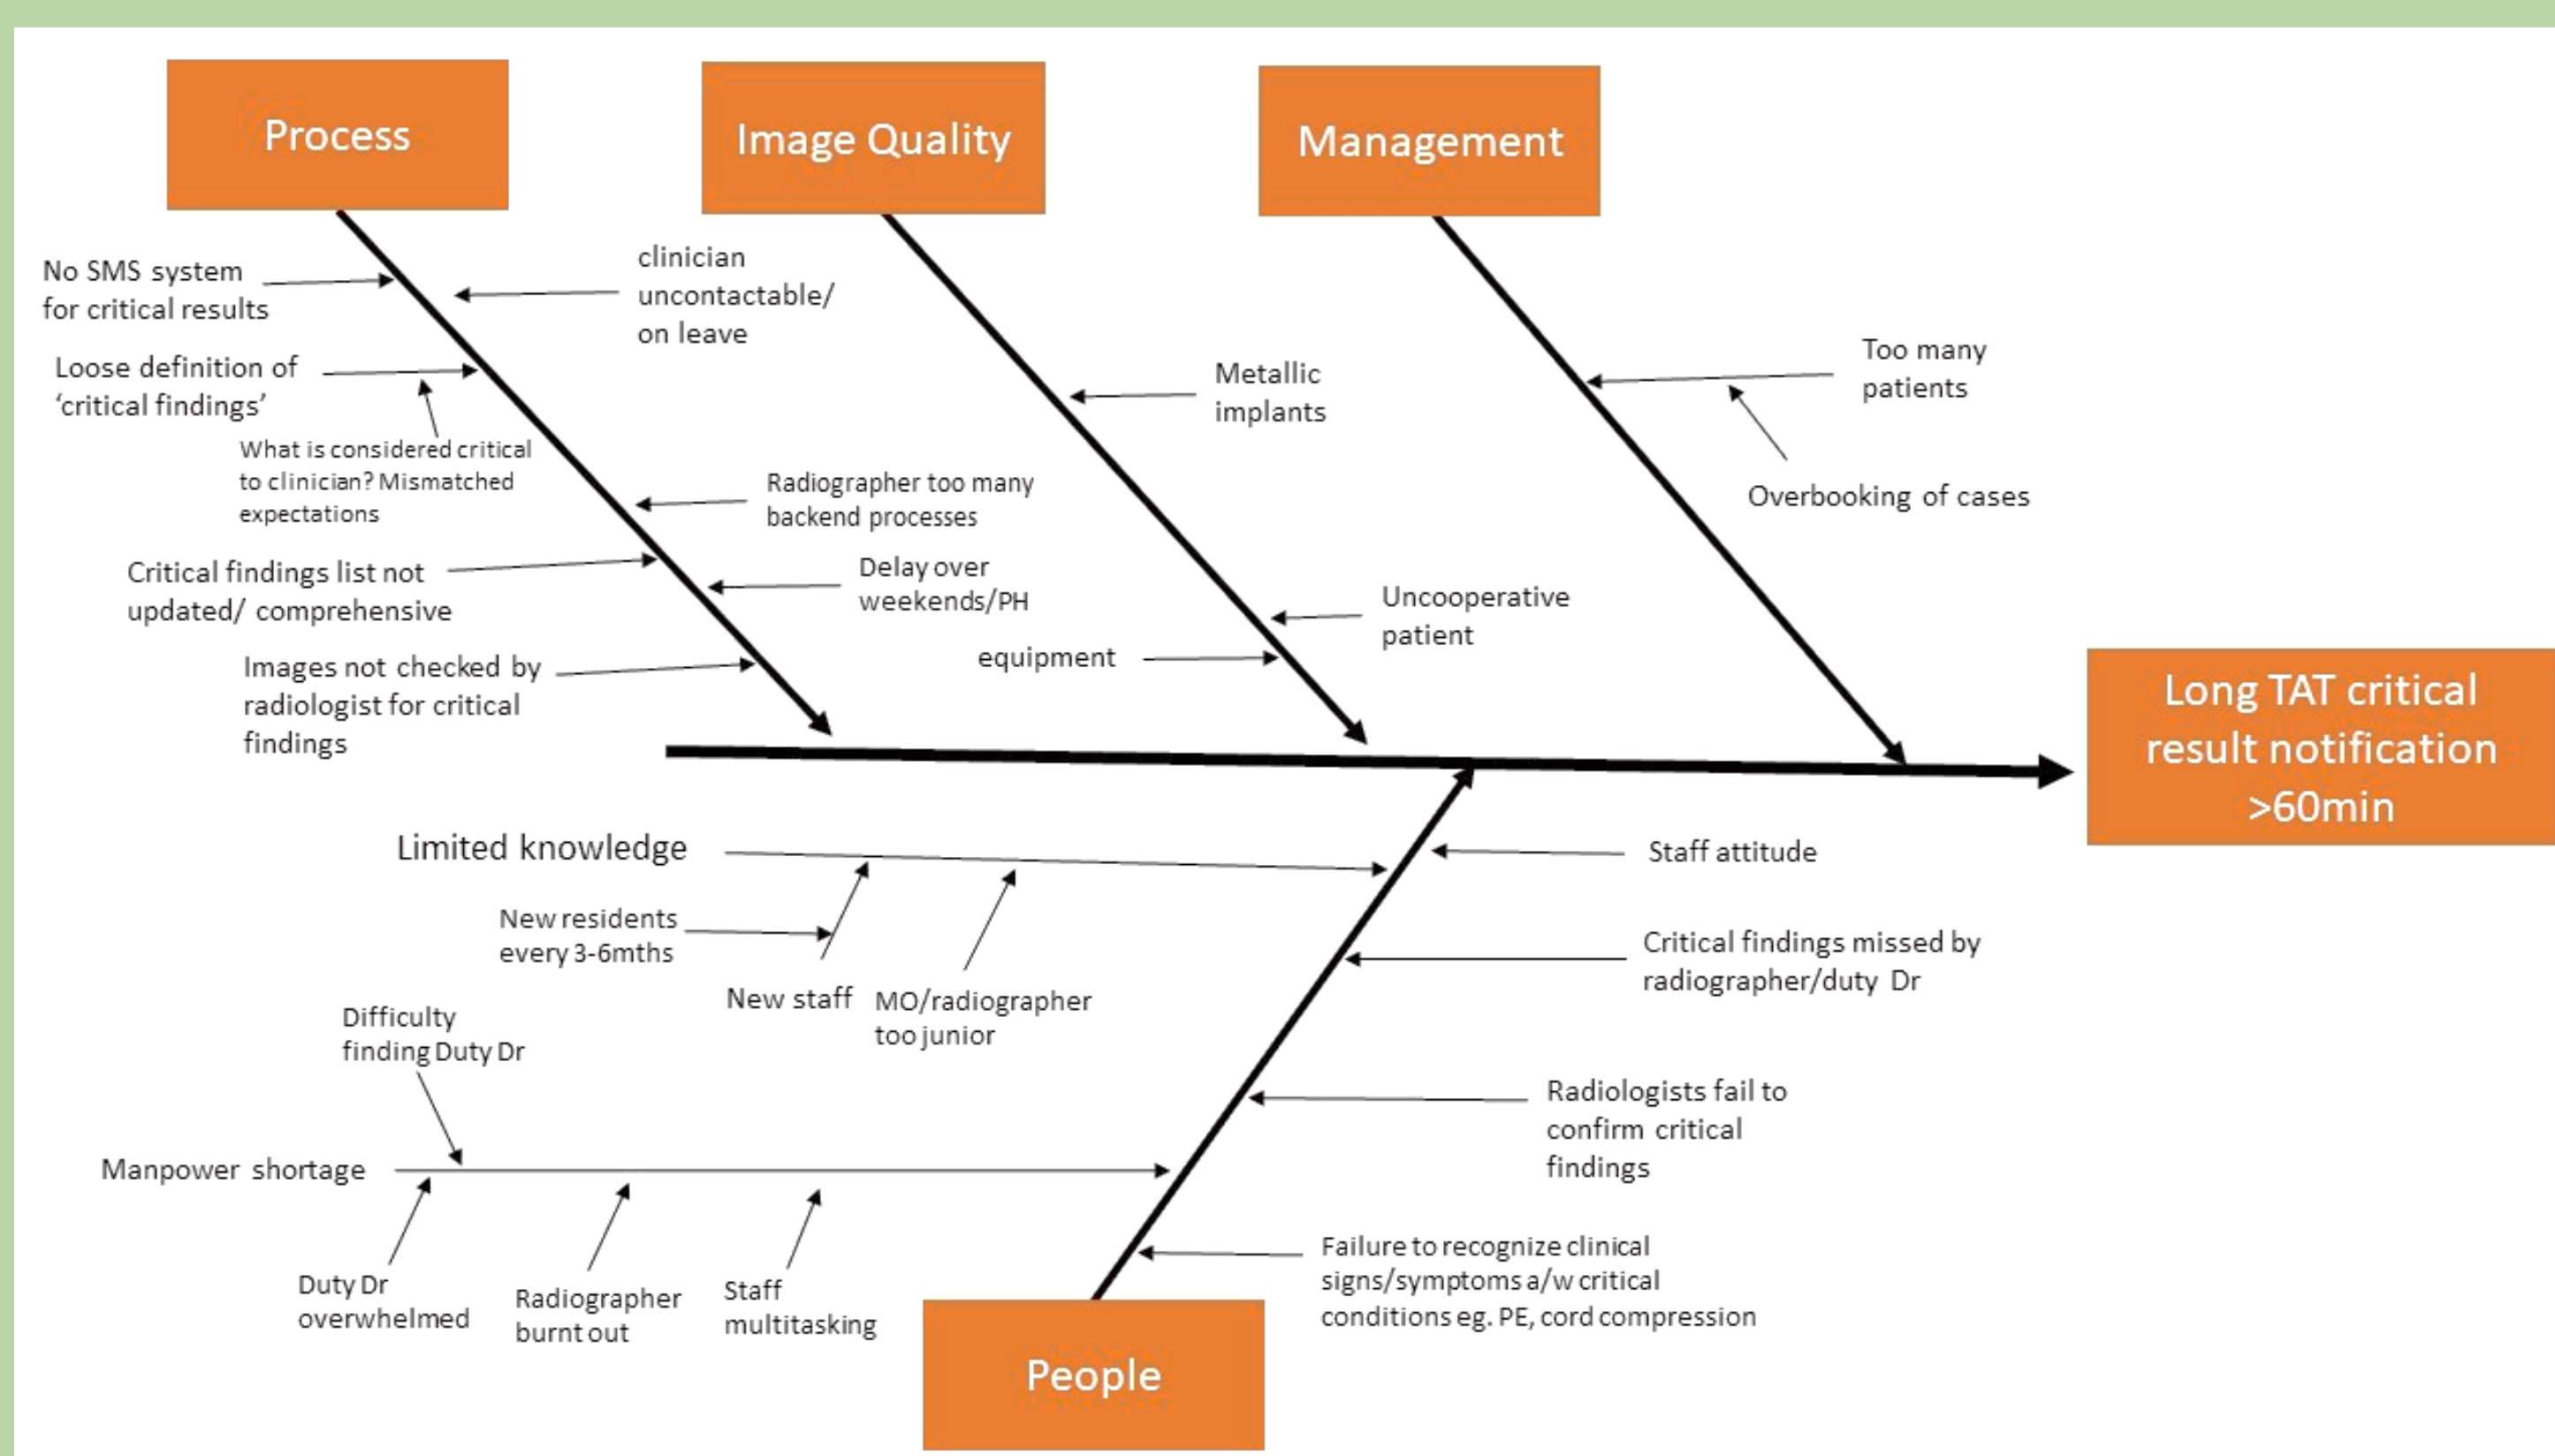 Process
Image Quality
Management
No SMS system
for critical results
clinician
uncontactable/
on leave
Loose definition of
‘critical findings’
What is considered critical
to clinician? Mismatched
expectations
Radiographer too many
backend processes
Critical findings list not
updated/ comprehensive
Delay over
weekends/PH
Images not checked by
radiologist for critical
findings
Metallic
implants
Uncooperative
patient
equipment
Too many
patients
Overbooking of cases
Long TAT critical
result notification
>60min
Limited knowledge
New residents
every 3-6mths
New staff
MO/radiographer
too junior
Difficulty
finding Duty Dr
Manpower shortage
Duty Dr
overwhelmed
Radiographer
burnt out
Staff
multitasking
Staff attitude
Critical findings missed by
radiographer/duty Dr
Radiologists fail to
confirm critical
findings
Failure to recognize clinical
signs/symptoms a/w critical
conditions eg. PE, cord compression
People